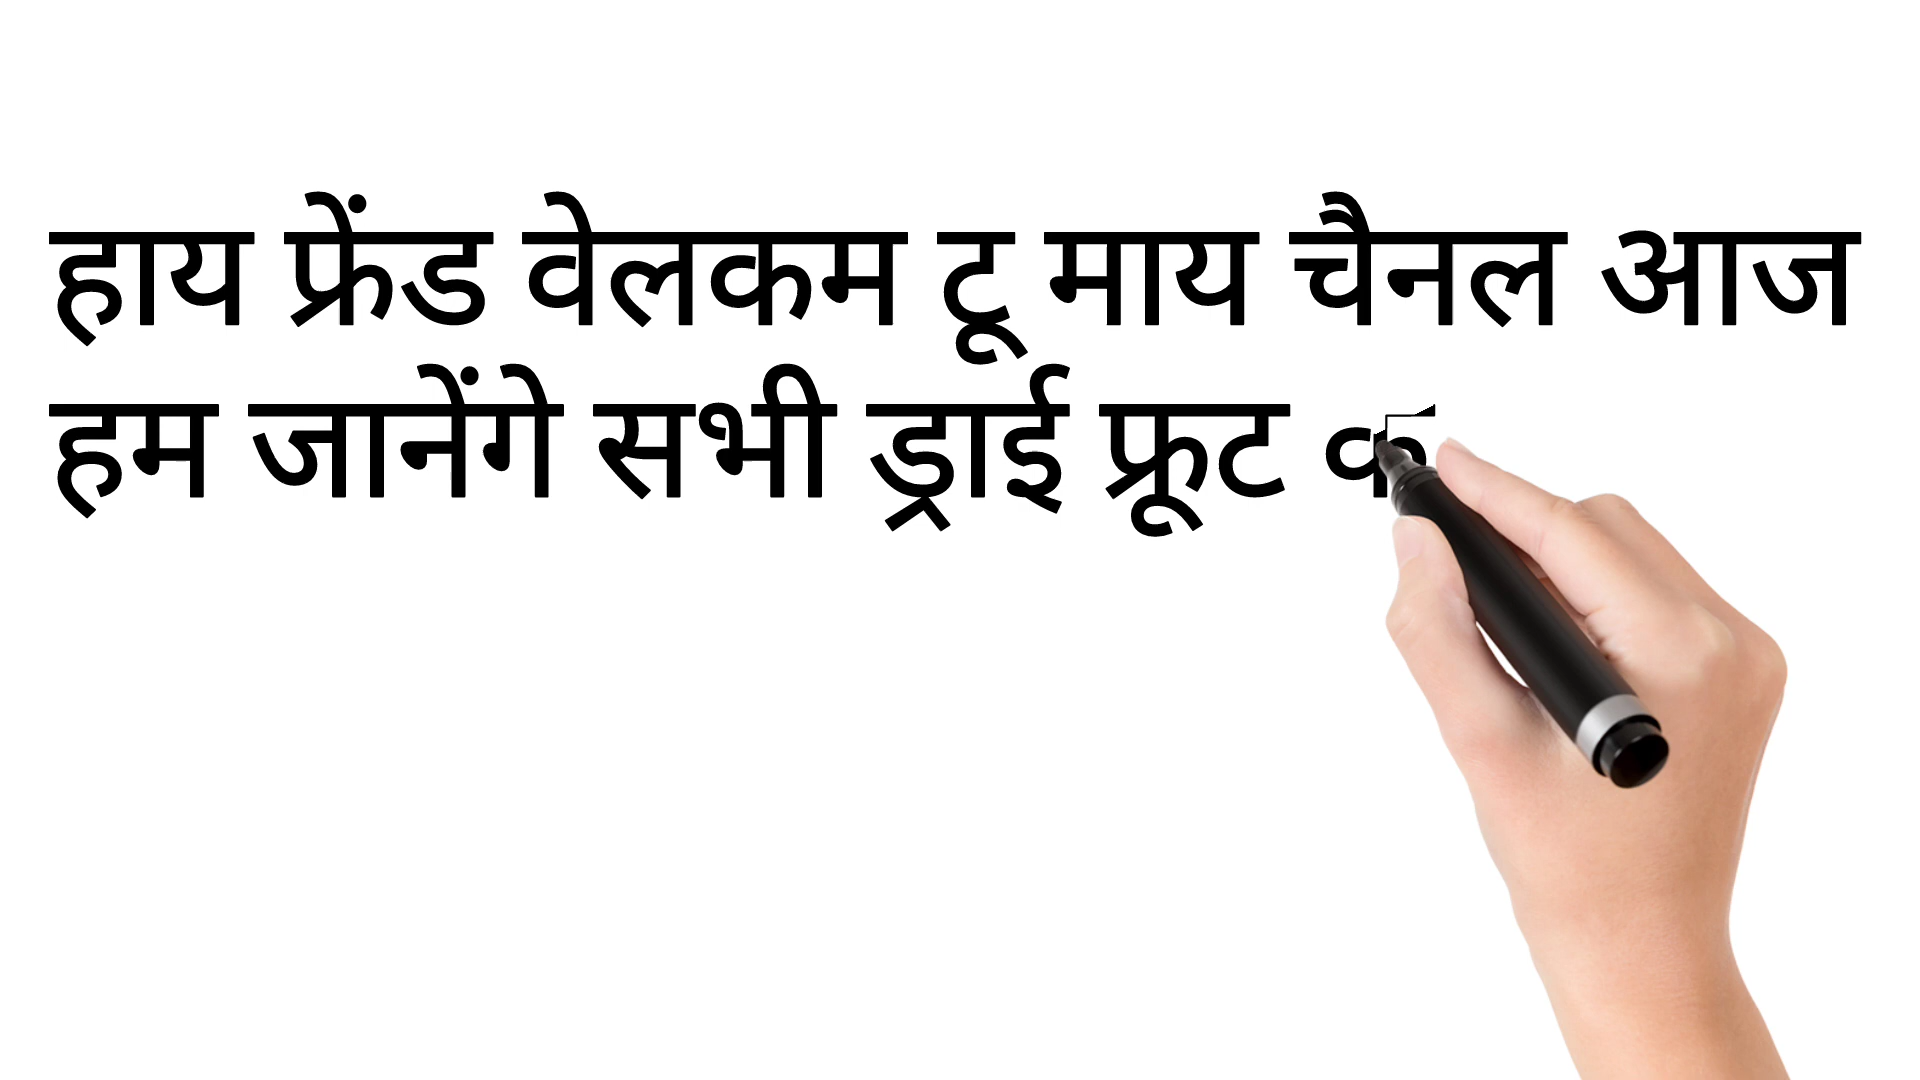 हाय फ्रेंड वेलकम टू माय चैनल आज
हम जानेंगे सभी ड्राई फ्रूट